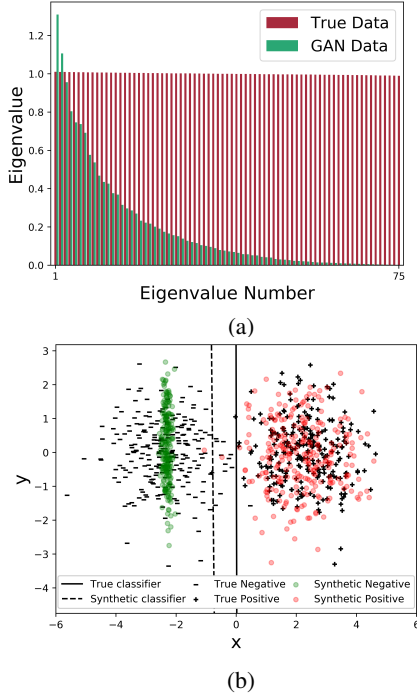 True Data
GAN Data
Eigenvalue
1.2
1.0
0.8
0.6
0.4
0.2
0.0
1
75
Eigenvalue Number
(a)
y
3
2
1
0
−1
−2
−3
−4
True classifier
Synthetic classifier
True Negative
True Positive
Synthetic Negative
Synthetic Positive
−6 −4 −2 0 2 4 6
x
(b)